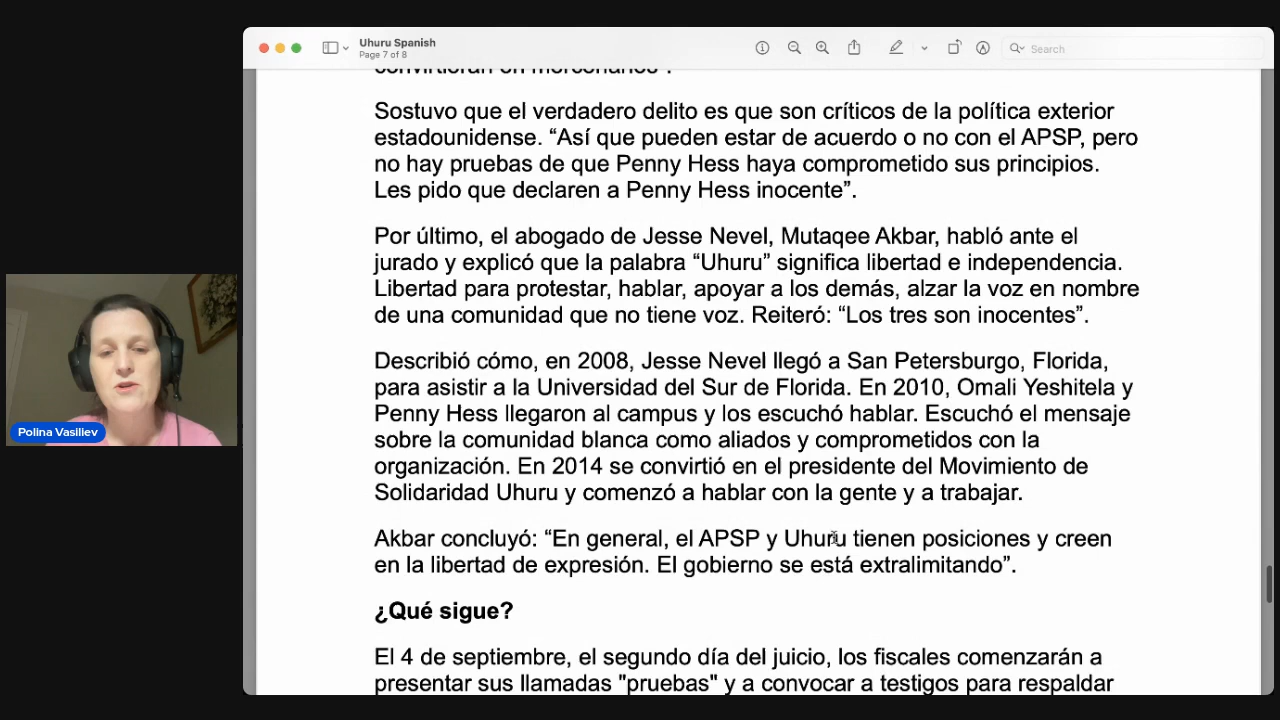 Uhuru Spanish
Page 7 of 8
Search
convirtieran en mercenarios”.
Sostuvo que el verdadero delito es que son críticos de la política exterior
estadounidense. “Así que pueden estar de acuerdo o no con el APSP, pero
no hay pruebas de que Penny Hess haya comprometido sus principios.
Les pido que declaren a Penny Hess inocente”.
Por último, el abogado de Jesse Nevel, Mutaqee Akbar, habló ante el
jurado y explicó que la palabra “Uhuru” significa libertad e independencia.
Libertad para protestar, hablar, apoyar a los demás, alzar la voz en nombre
de una comunidad que no tiene voz. Reiteró: “Los tres son inocentes”.
Describió cómo, en 2008, Jesse Nevel llegó a San Petersburgo, Florida,
para asistir a la Universidad del Sur de Florida. En 2010, Omali Yeshitela y
Penny Hess llegaron al campus y los escuchó hablar. Escuchó el mensaje
sobre la comunidad blanca como aliados y comprometidos con la
organización. En 2014 se convirtió en el presidente del Movimiento de
Solidaridad Uhuru y comenzó a hablar con la gente y a trabajar.
Akbar concluyó: “En general, el APSP y Uhuru tienen posiciones y creen
en la libertad de expresión. El gobierno se está extralimitando”.
¿Qué sigue?
El 4 de septiembre, el segundo día del juicio, los fiscales comenzarán a
presentar sus llamadas "pruebas" y a convocar a testigos para respaldar
Polina Vasiliev